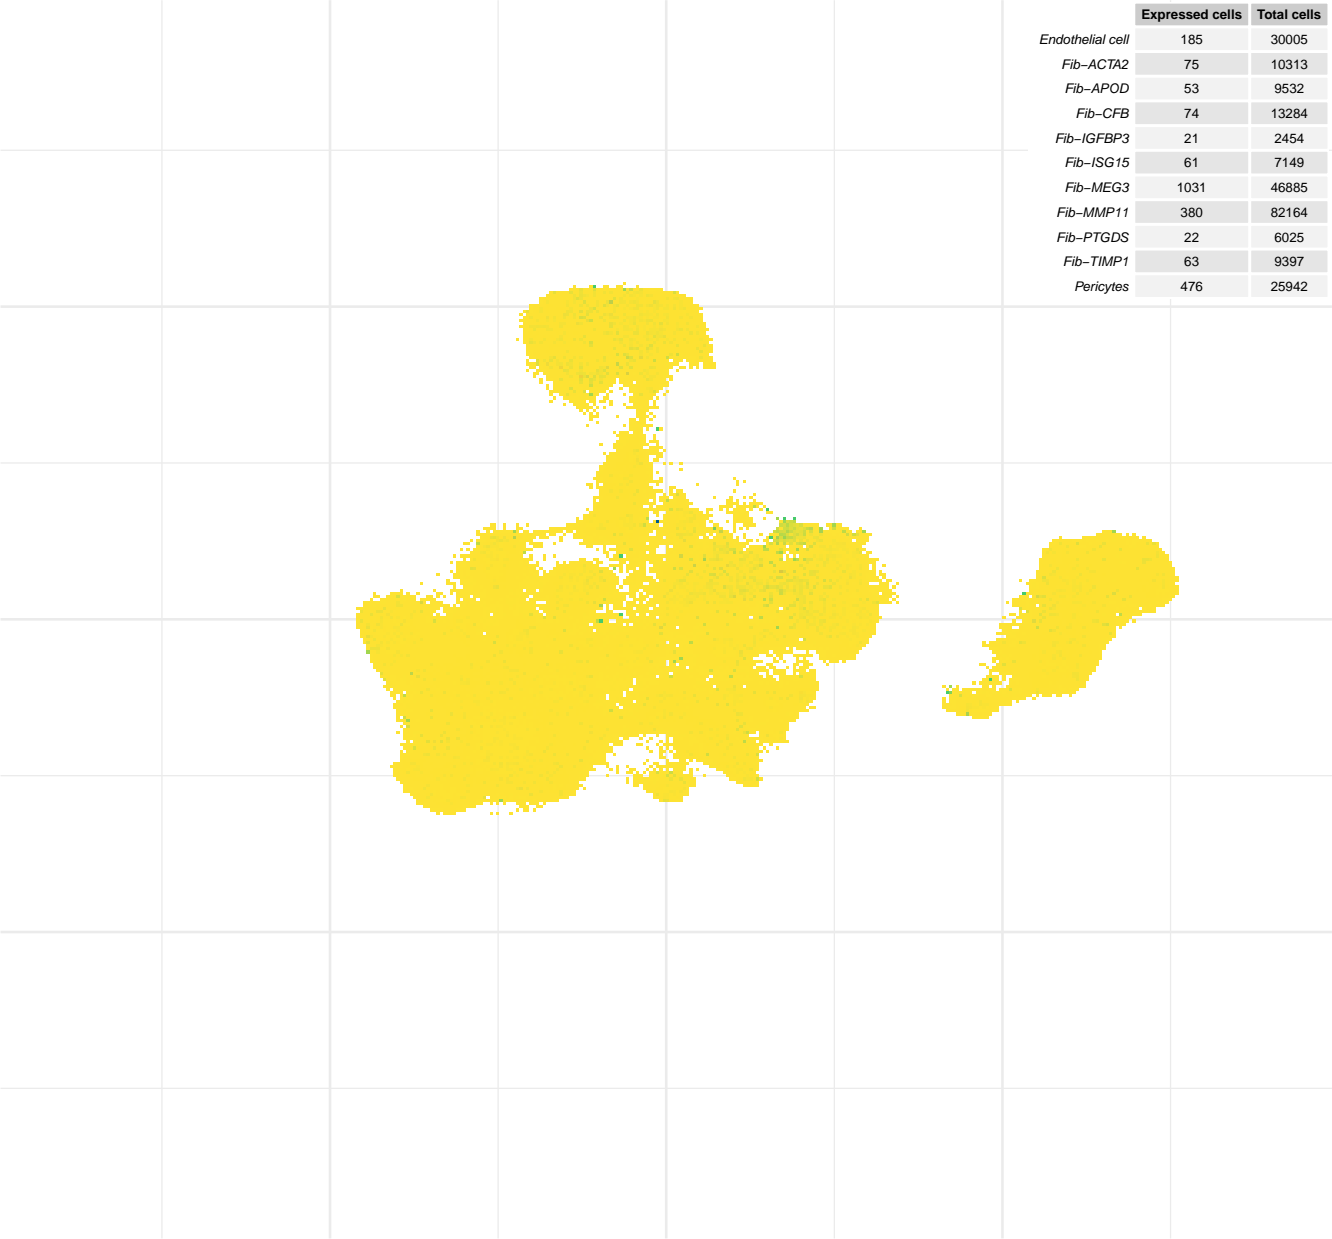 Expressed cells Total cells
Endothelial cell 185 30005
Fib−ACTA2 75 10313
Fib−APOD 53 9532
Fib−CFB 74 13284
Fib−IGFBP3 21 2454
Fib−ISG15 61 7149
Fib−MEG3 1031 46885
Fib−MMP11 380 82164
Fib−PTGDS 22 6025
Fib−TIMP1 63 9397
Pericytes 476 25942